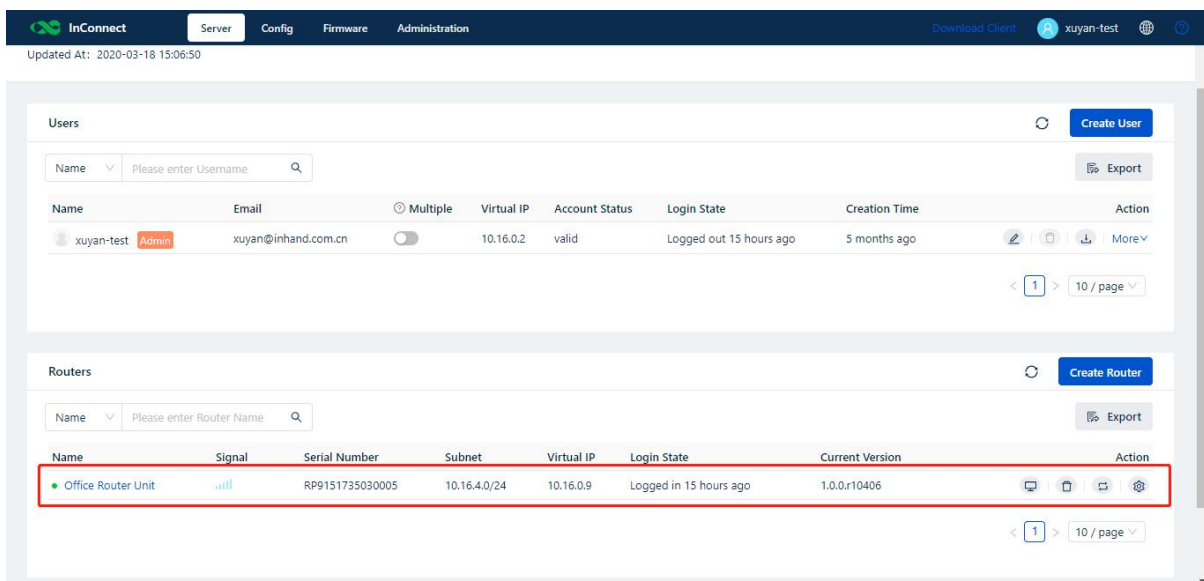 InConnect Server Config Firmware Administration Download Client xuyan-test
Updated At: 2020-03-18 15:06:50
Users Create User
Name Please enter Username Export
Name Email Multiple Virtual IP Account Status Login State Creation Time Action
xuyan-test Admin xuyan@inhand.com.cn 10.16.0.2 valid Logged out 15 hours ago 5 months ago More
< 1 > 10 / page
Routers Create Router
Name Please enter Router Name Export
Name Signal Serial Number Subnet Virtual IP Login State Current Version Action
Office Router Unit RP9151735030005 10.16.4.0/24 10.16.0.9 Logged in 15 hours ago 1.0.0.r10406
< 1 > 10 / page